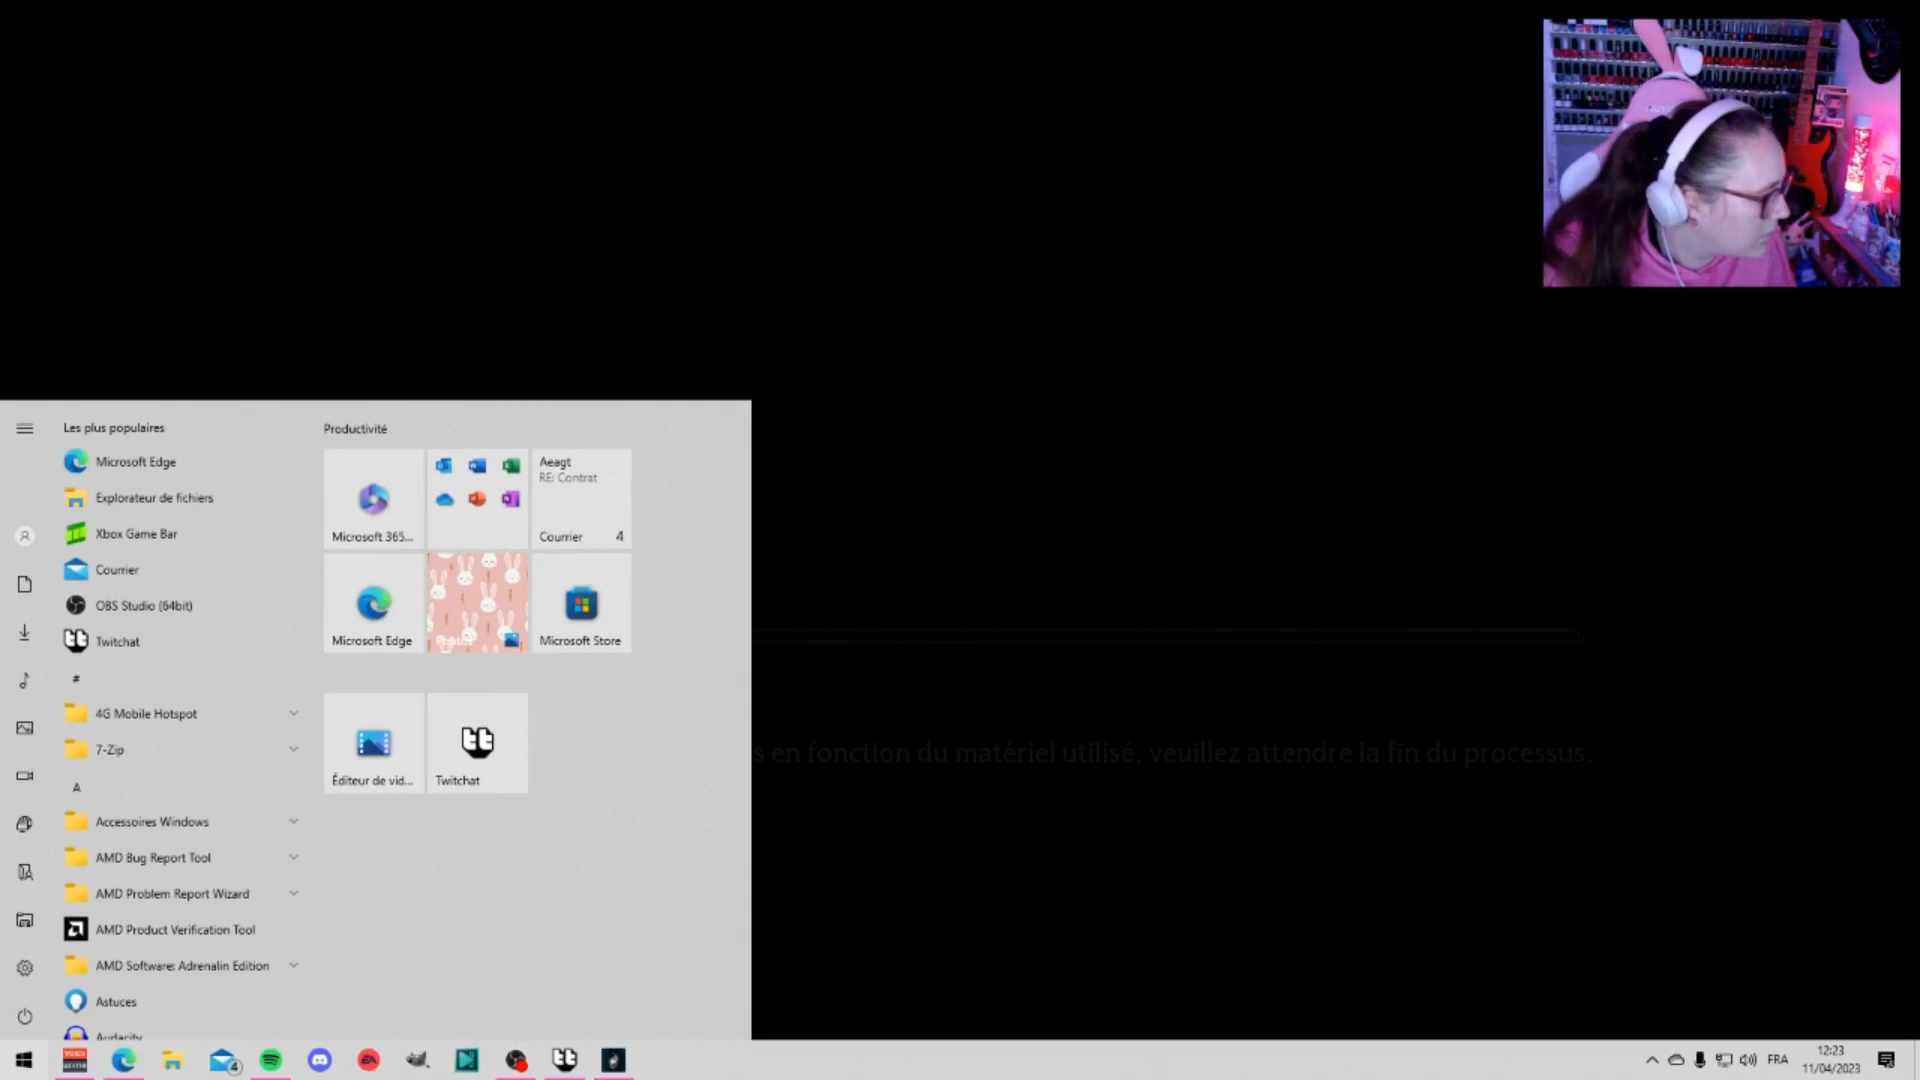 Les plus populaires
Microsoft Edge
Explorateur de fichiers
Xbox Game Bar
Courrier
OBS Studio (64bit)
Twitchat
#
4G Mobile Hotspot
7-Zip
A
Accessoires Windows
AMD Bug Report Tool
AMD Problem Report Wizard
AMD Product Verification Tool
AMD Software: Adrenalin Edition
Astuces
Audacity
Productivité
Microsoft 365...
Aeagt
RE: Contrat
Courrier 4
Microsoft Edge
Photos
Microsoft Store
Éditeur de vid...
Twitchat
s en fonction du matériel utilisé, veuillez attendre la fin du processus.
4
FRA
12:23
11/04/2023